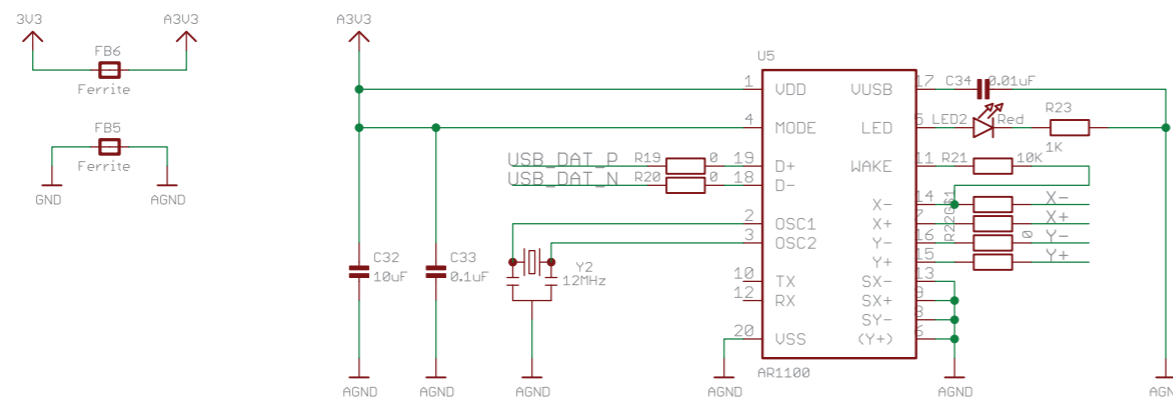 3V3
A3V3
FB6
Ferrite
FB5
Ferrite
GND
AGND
A3V3
C32
10uF
C33
0.1uF
AGND
AGND
USB_DAT_P
USB_DAT_N
R19
0
R20
0
Y2
12MHz
AGND
AGND
U5
1
VDD
4
MODE
19
D+
18
D-
2
OSC1
3
OSC2
10
TX
12
RX
20
VSS
AR1100
VUSB
17
LED
5
WAKE
11
X-
14
X+
7
Y-
16
Y+
15
SX-
13
SX+
9
SY-
8
(Y+)
6
C34
0.01uF
LED2
Red
R23
1K
R21
10K
0
X-
X+
Y-
Y+
AGND